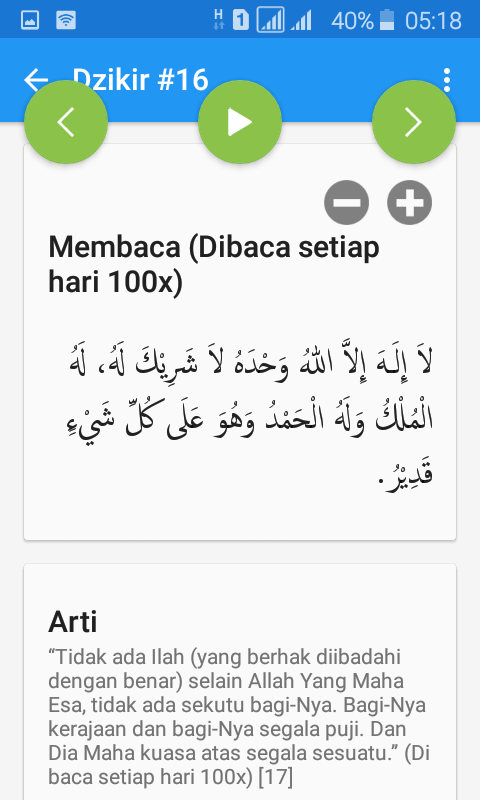 H 1 40% 05:18
Dzikir #16
Membaca (Dibaca setiap
hari 100x)
لاَ إِلَـهَ إِلاَّ اللهُ وَحْدَهُ لاَ شَرِيْكَ لَهُ، لَهُ
الْمُلْكُ وَلَهُ الْحَمْدُ وَهُوَ عَلَى كُلِّ شَيْءٍ
قَدِيْرُ.
Arti
“Tidak ada Ilah (yang berhak diibadahi
dengan benar) selain Allah Yang Maha
Esa, tidak ada sekutu bagi-Nya. Bagi-Nya
kerajaan dan bagi-Nya segala puji. Dan
Dia Maha kuasa atas segala sesuatu.” (Di
baca setiap hari 100x) [17]